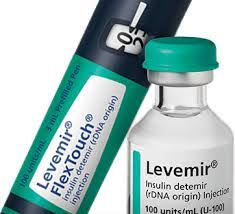 Levemir®
FlexTouch®
insulin detemir
(rDNA origin)
injection
100 units/mL 3 mL Prefilled Pen
Levemir®
Insulin detemir
(rDNA origin) Injection
100 units/mL (U-100)